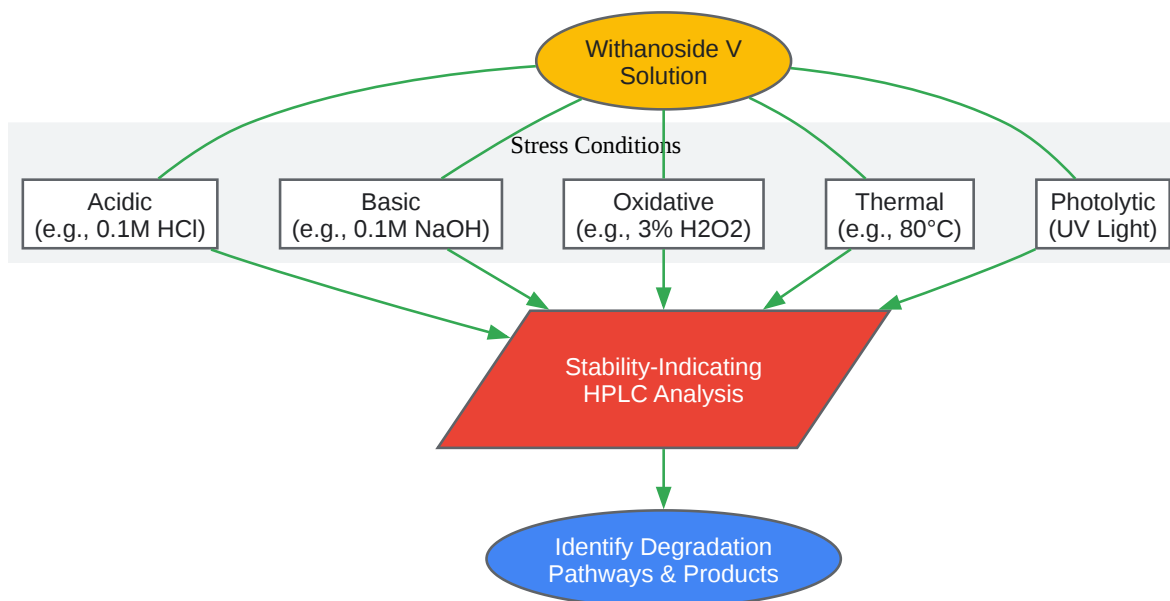 Withanoside V
Solution
Stress Conditions
Acidic
(e.g., 0.1M HCl)
Basic
(e.g., 0.1M NaOH)
Oxidative
(e.g., 3% H2O2)
Thermal
(e.g., 80°C)
Photolytic
(UV Light)
Stability-Indicating
HPLC Analysis
Identify Degradation
Pathways & Products